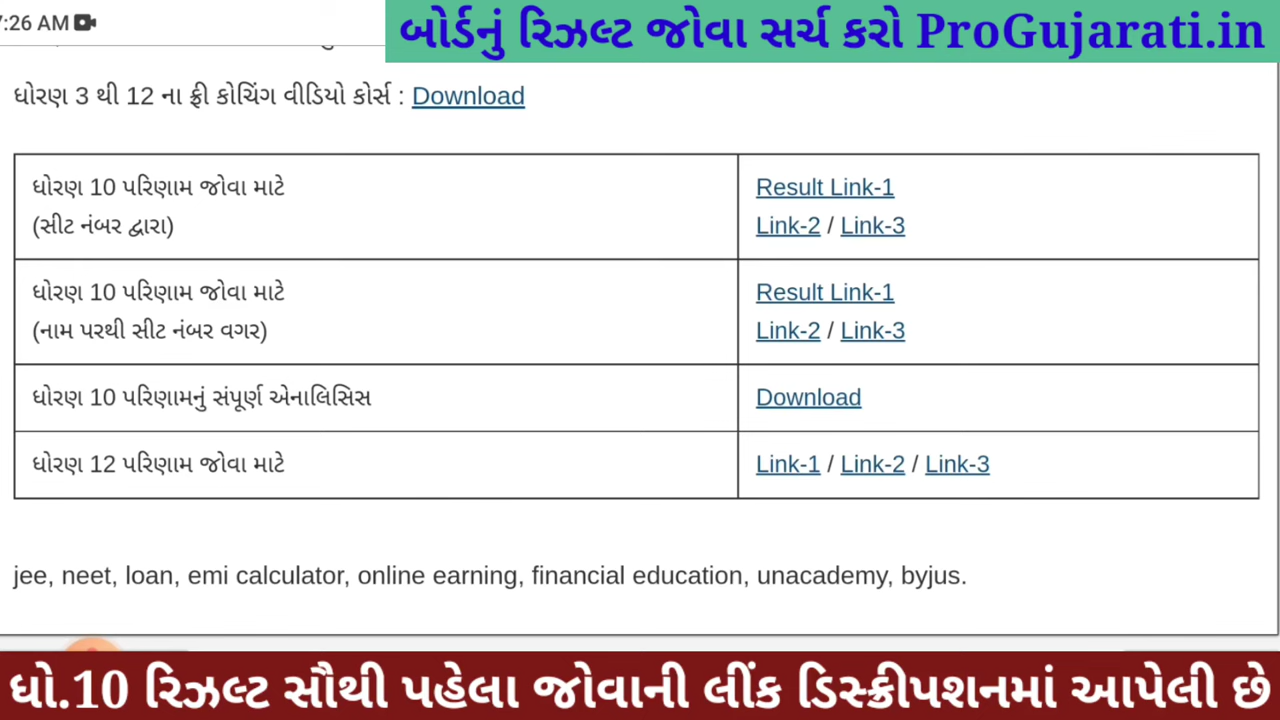 :26 AM
બોર્ડનું રિઝલ્ટ જોવા સર્ચ કરો ProGujarati.in
ધોરણ 3 થી 12 ના ફ્રી કોચિંગ વીડિયો કોર્સ : Download
ધોરણ 10 પરિણામ જોવા માટે
(સીટ નંબર દ્વારા)
Result Link-1
Link-2 / Link-3
ધોરણ 10 પરિણામ જોવા માટે
(નામ પરથી સીટ નંબર વગર)
Result Link-1
Link-2 / Link-3
ધોરણ 10 પરિણામનું સંપૂર્ણ એનાલિસિસ
Download
ધોરણ 12 પરિણામ જોવા માટે
Link-1 / Link-2 / Link-3
jee, neet, loan, emi calculator, online earning, financial education, unacademy, byjus.
ધો.10 રિઝલ્ટ સૌથી પહેલા જોવાની લીંક ડિસ્ક્રીપશનમાં આપેલી છે